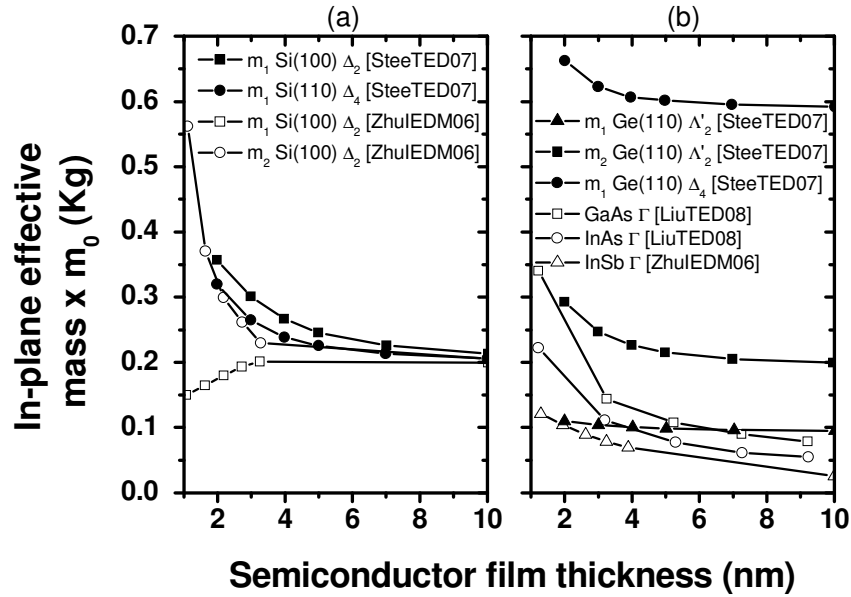 (a)
(b)
In-plane effective
mass x m₀ (Kg)
0.7
0.6
0.5
0.4
0.3
0.2
0.1
0.0
m₁ Si(100) Δ₂ [SteeTED07]
m₁ Si(110) Δ₄ [SteeTED07]
m₁ Si(100) Δ₂ [ZhuIEDM06]
m₂ Si(100) Δ₂ [ZhuIEDM06]
m₁ Ge(110) Λ'₂ [SteeTED07]
m₂ Ge(110) Λ'₂ [SteeTED07]
m₁ Ge(110) Δ₄ [SteeTED07]
GaAs Γ [LiuTED08]
InAs Γ [LiuTED08]
InSb Γ [ZhuIEDM06]
2 4 6 8 10
2 4 6 8 10
Semiconductor film thickness (nm)